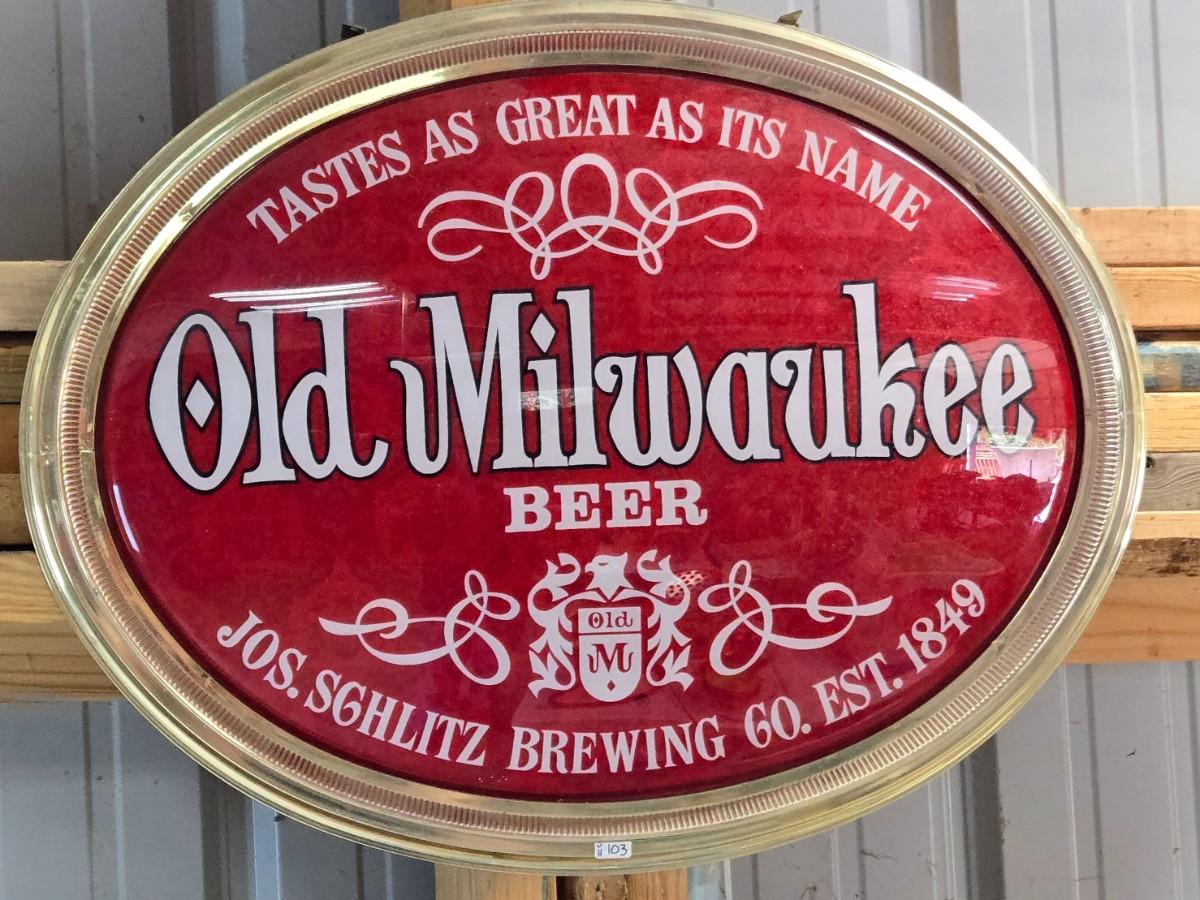 TASTES AS GREAT AS ITS NAME
Old Milwaukee
BEER
Old
M
JOS. SCHLITZ BREWING CO. EST. 1849
103